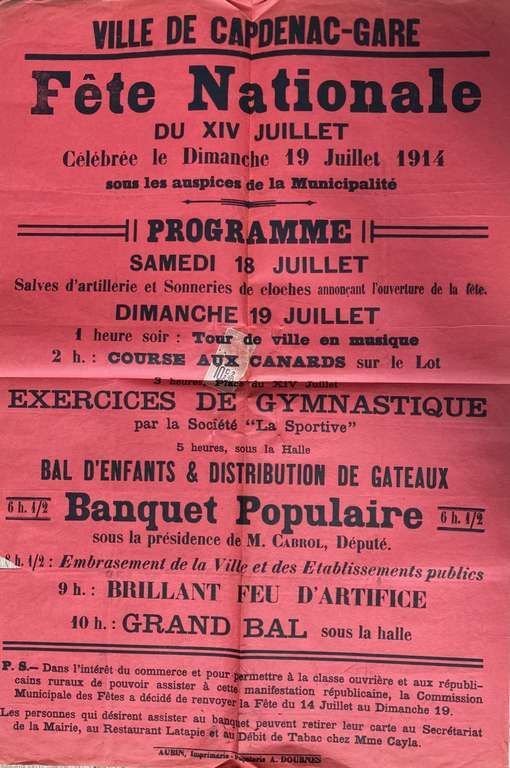 VILLE DE CAPDENAC-GARE
Fête Nationale
DU XIV JUILLET
Célébrée le Dimanche 19 Juillet 1914
sous les auspices de la Municipalité
PROGRAMME
SAMEDI 18 JUILLET
Salves d'artillerie et Sonneries de cloches annonçant l'ouverture de la fête.
DIMANCHE 19 JUILLET
1 heure soir : Tour de ville en musique
2 h. : COURSE AUX CANARDS sur le Lot
3 heures, Place du XIV Juillet
EXERCICES DE GYMNASTIQUE
par la Société "La Sportive"
5 heures, sous la Halle
BAL D'ENFANTS & DISTRIBUTION DE GATEAUX
6 h. 1/2 Banquet Populaire 6 h. 1/2
sous la présidence de M. CABROL, Député.
8 h. 1/2 : Embrasement de la Ville et des Etablissements publics
9 h. : BRILLANT FEU D'ARTIFICE
10 h. : GRAND BAL sous la halle
P. S.— Dans l'intérêt du commerce et pour permettre à la classe ouvrière et aux républi-
cains ruraux de pouvoir assister à cette manifestation républicaine, la Commission
Municipale des Fêtes a décidé de renvoyer la Fête du 14 Juillet au Dimanche 19.
Les personnes qui désirent assister au banquet peuvent retirer leur carte au Secrétariat
de la Mairie, au Restaurant Latapie et au Débit de Tabac chez Mme Cayla.
AUBIN, Imprimerie-Papeterie A. DOURNES